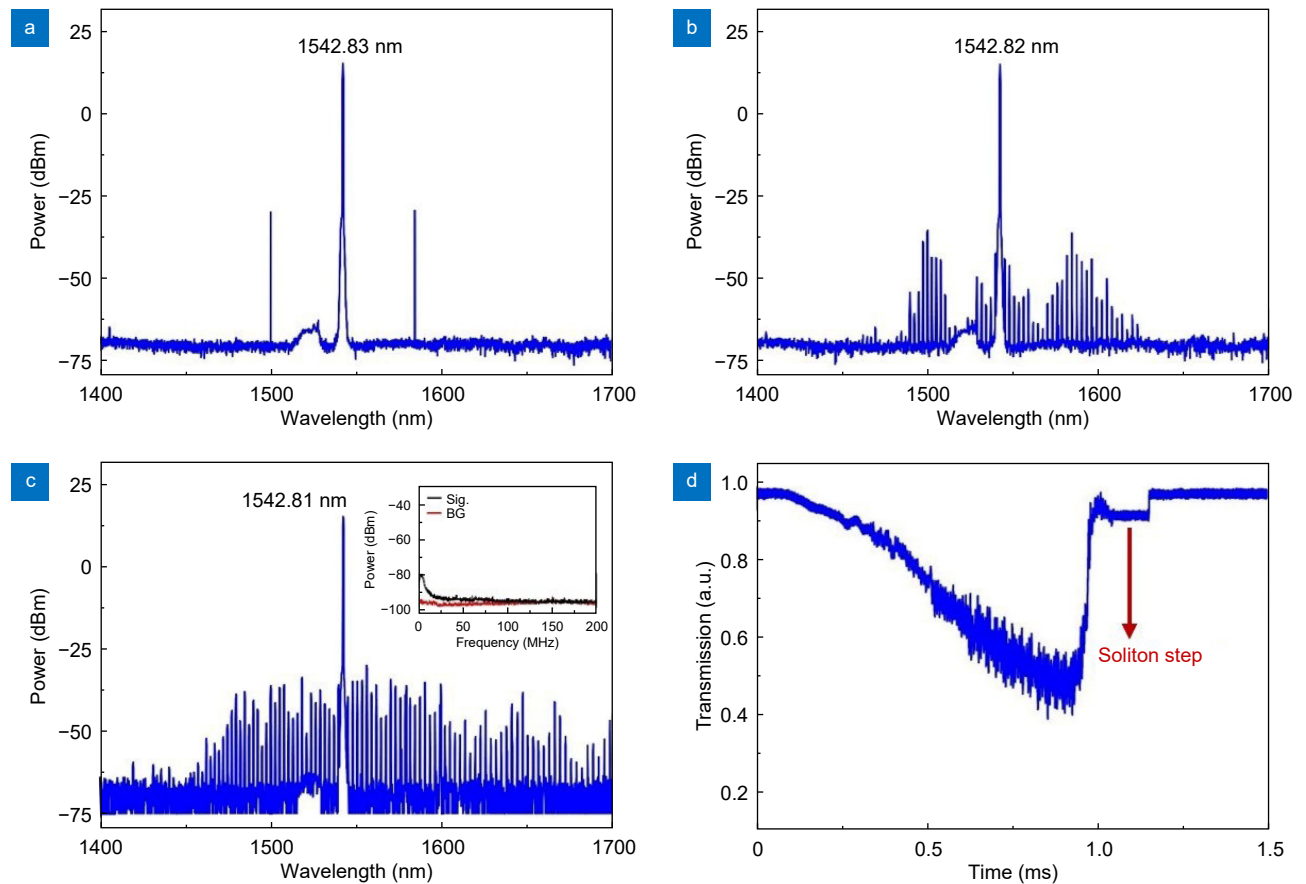 a
1542.83 nm
25
0
−25
−50
−75
Power (dBm)
1400
1500
1600
1700
Wavelength (nm)
b
1542.82 nm
25
0
−25
−50
−75
Power (dBm)
1400
1500
1600
1700
Wavelength (nm)
c
1542.81 nm
25
0
−25
−50
−75
Power (dBm)
1400
1500
1600
1700
Wavelength (nm)
Sig.
BG
−40
−60
−80
−100
Power (dBm)
0
50
100
150
200
Frequency (MHz)
d
1.0
0.8
0.6
0.4
0.2
Transmission (a.u.)
Soliton step
0
0.5
1.0
1.5
Time (ms)